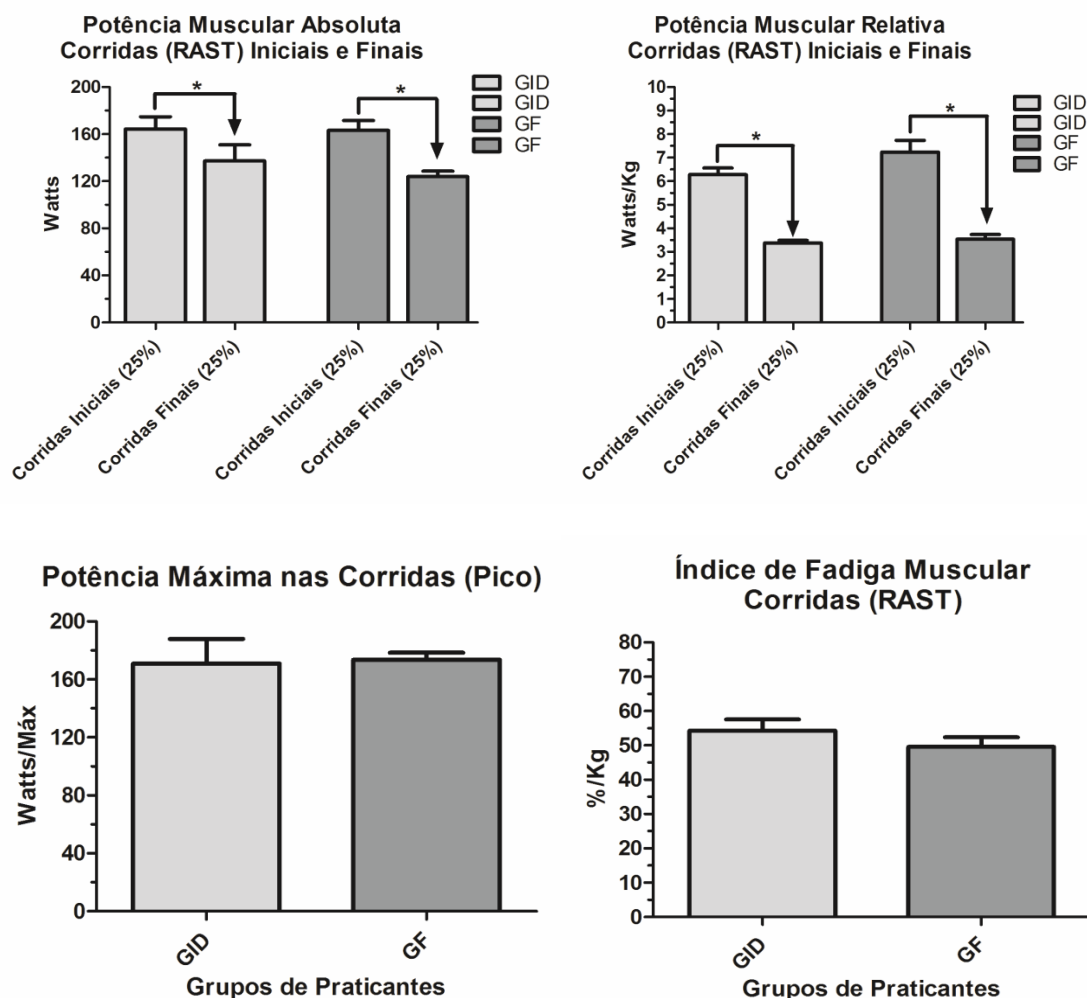 Potência Muscular Absoluta
Corridas (RAST) Iniciais e Finais
200
160
120
80
40
0
Watts
*
*
GID
GID
GF
GF
Corridas Iniciais (25%)
Corridas Finais (25%)
Corridas Iniciais (25%)
Corridas Finais (25%)
Potência Muscular Relativa
Corridas (RAST) Iniciais e Finais
10
9
8
7
6
5
4
3
2
1
0
Watts/Kg
*
*
GID
GID
GF
GF
Corridas Iniciais (25%)
Corridas Finais (25%)
Corridas Iniciais (25%)
Corridas Finais (25%)
Potência Máxima nas Corridas (Pico)
200
160
120
80
40
0
Watts/Máx
GID
GF
Grupos de Praticantes
Índice de Fadiga Muscular
Corridas (RAST)
80
70
60
50
40
30
20
10
0
%/Kg
GID
GF
Grupos de Praticantes